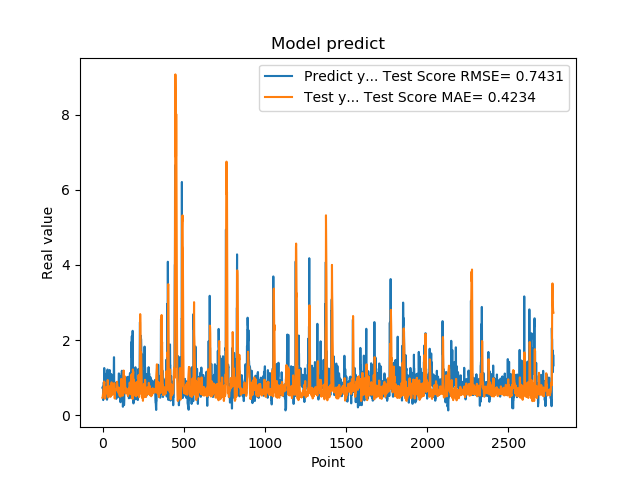 Model predict
Predict y... Test Score RMSE= 0.7431
Test y... Test Score MAE= 0.4234
Real value
8
6
4
2
0
0 500 1000 1500 2000 2500
Point